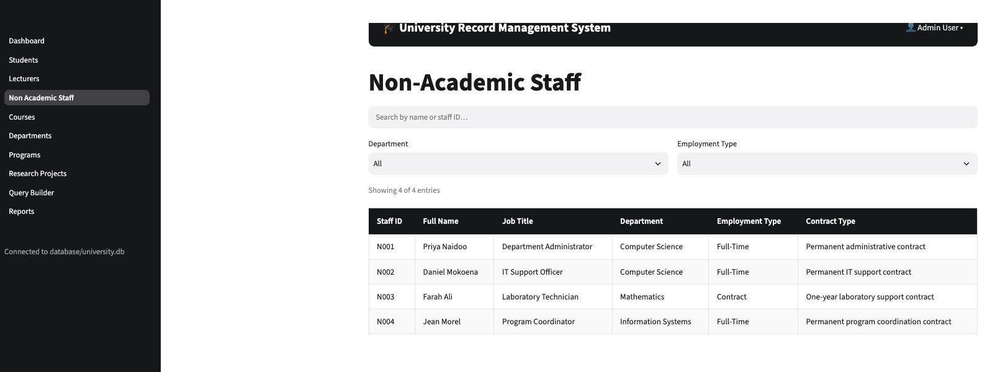 Dashboard
Students
Lecturers
Non Academic Staff
Courses
Departments
Programs
Research Projects
Query Builder
Reports
Connected to database/university.db
🎓 University Record Management System
👤 Admin User ▾
Non-Academic Staff
Search by name or staff ID…
Department Employment Type
All All
Showing 4 of 4 entries
Staff ID Full Name Job Title Department Employment Type Contract Type
N001 Priya Naidoo Department Administrator Computer Science Full-Time Permanent administrative contract
N002 Daniel Mokoena IT Support Officer Computer Science Full-Time Permanent IT support contract
N003 Farah Ali Laboratory Technician Mathematics Contract One-year laboratory support contract
N004 Jean Morel Program Coordinator Information Systems Full-Time Permanent program coordination contract